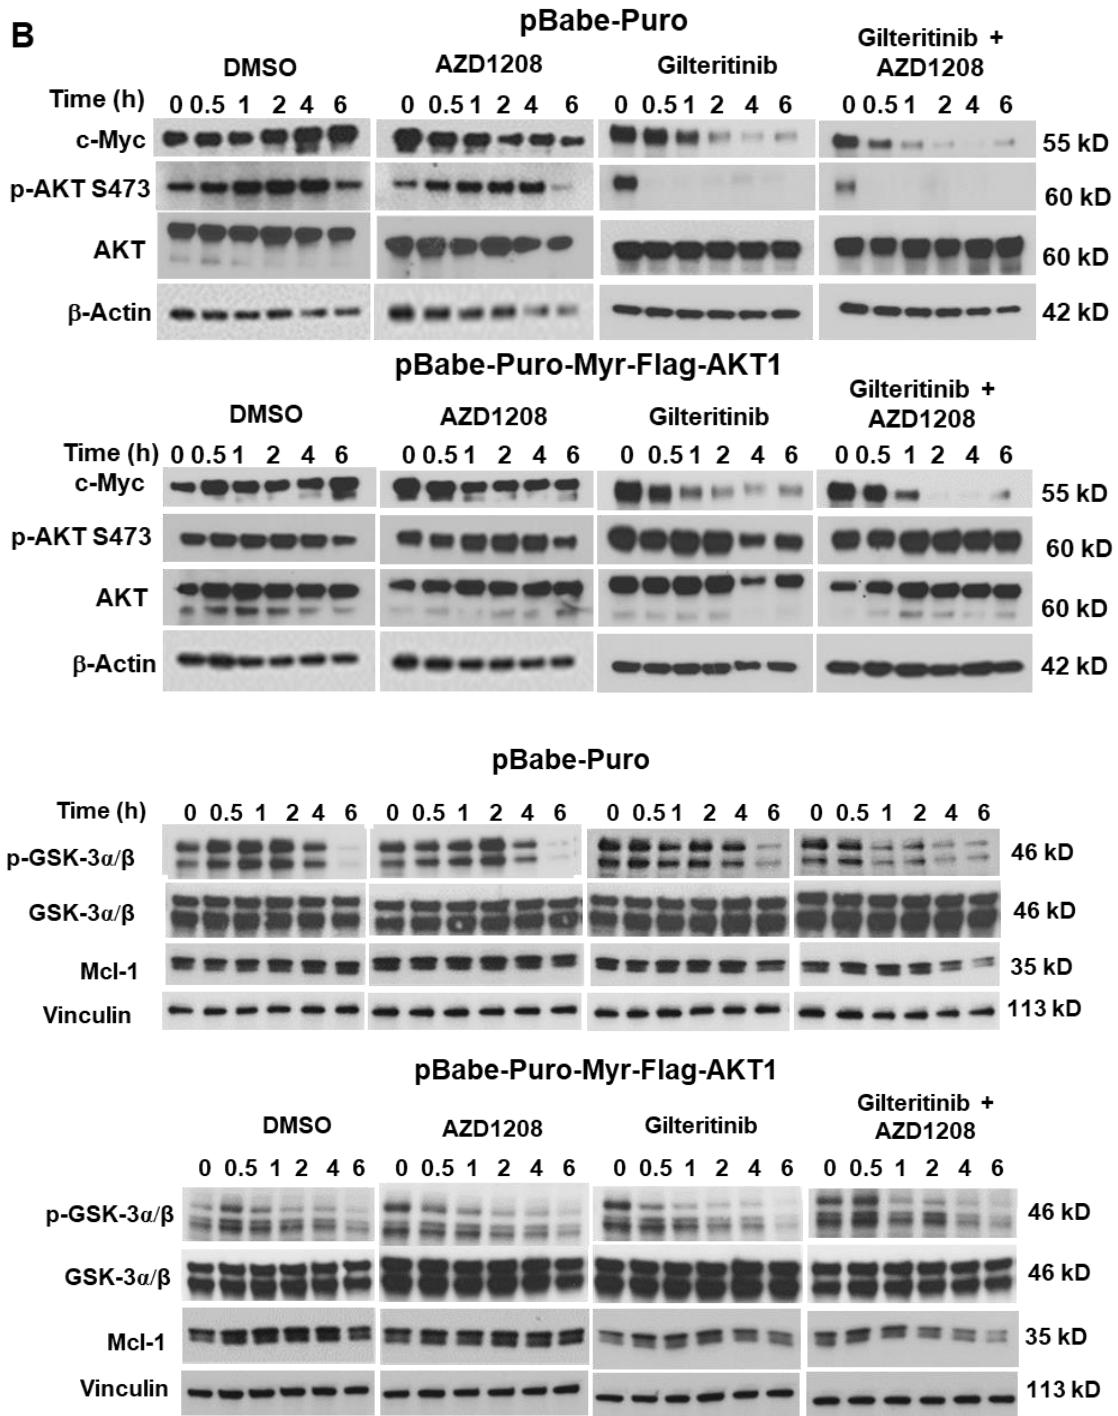 B
pBabe-Puro
DMSO AZD1208 Gilteritinib Gilteritinib +
AZD1208
Time (h) 0 0.5 1 2 4 6 0 0.5 1 2 4 6 0 0.5 1 2 4 6 0 0.5 1 2 4 6
c-Myc 55 kD
p-AKT S473 60 kD
AKT 60 kD
β-Actin 42 kD
pBabe-Puro-Myr-Flag-AKT1
DMSO AZD1208 Gilteritinib Gilteritinib +
AZD1208
Time (h) 0 0.5 1 2 4 6 0 0.5 1 2 4 6 0 0.5 1 2 4 6 0 0.5 1 2 4 6
c-Myc 55 kD
p-AKT S473 60 kD
AKT 60 kD
β-Actin 42 kD
pBabe-Puro
Time (h) 0 0.5 1 2 4 6 0 0.5 1 2 4 6 0 0.5 1 2 4 6 0 0.5 1 2 4 6
p-GSK-3α/β 46 kD
GSK-3α/β 46 kD
Mcl-1 35 kD
Vinculin 113 kD
pBabe-Puro-Myr-Flag-AKT1
DMSO AZD1208 Gilteritinib Gilteritinib +
AZD1208
0 0.5 1 2 4 6 0 0.5 1 2 4 6 0 0.5 1 2 4 6 0 0.5 1 2 4 6
p-GSK-3α/β 46 kD
GSK-3α/β 46 kD
Mcl-1 35 kD
Vinculin 113 kD